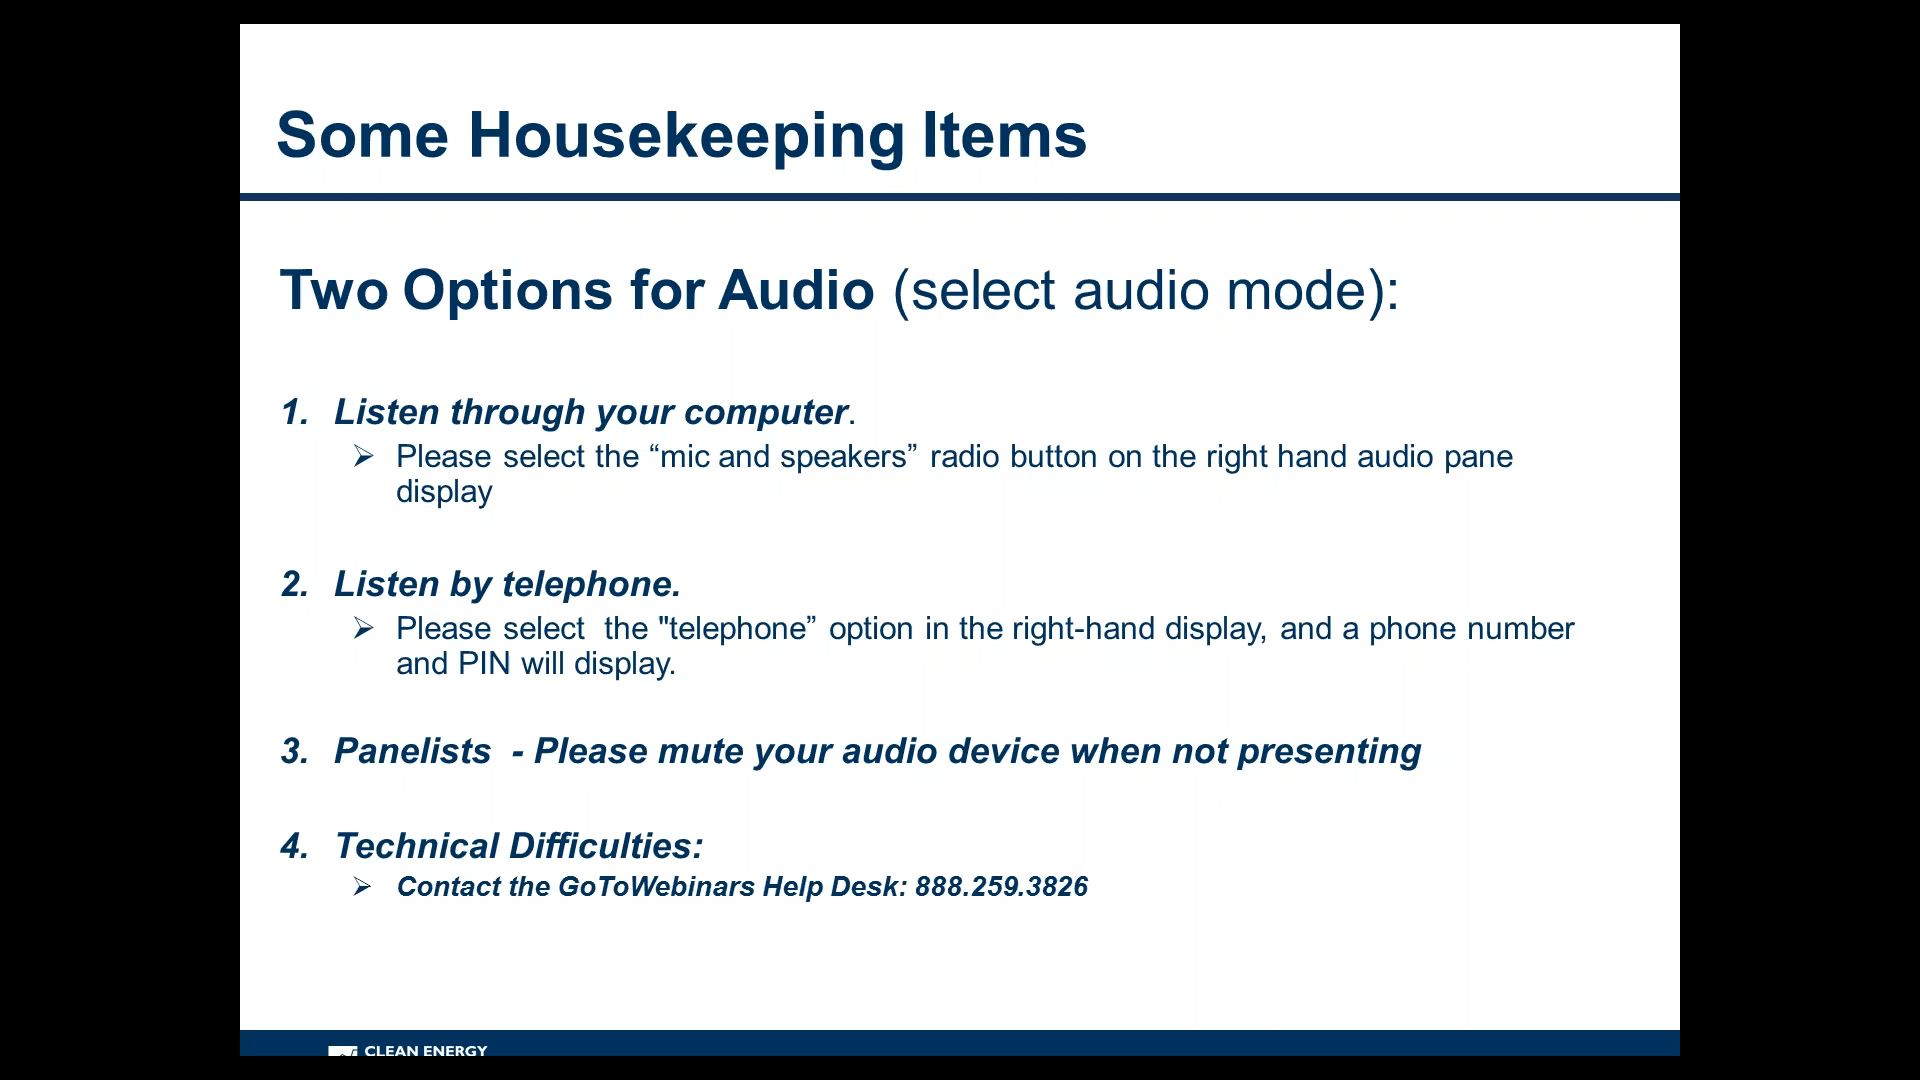 Some Housekeeping Items
Two Options for Audio (select audio mode):
1. Listen through your computer.
➢ Please select the “mic and speakers” radio button on the right hand audio pane
display
2. Listen by telephone.
➢ Please select  the "telephone” option in the right-hand display, and a phone number
and PIN will display.
3. Panelists  - Please mute your audio device when not presenting
4. Technical Difficulties:
➢ Contact the GoToWebinars Help Desk: 888.259.3826
CLEAN ENERGY